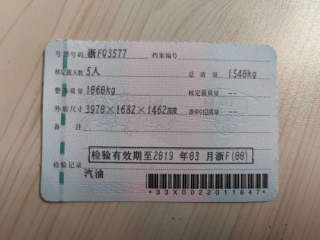 号牌号码 浙FQ3577 档案编号
核定载人数 5人 总质量 1540kg
整备质量 1060kg 核定载质量 --
外廓尺寸 3970×1682×1462mm 准牵引总质量 --
备注
检验有效期至2019 年03 月浙F(00)
检验记录
汽油
*33X0022011647*